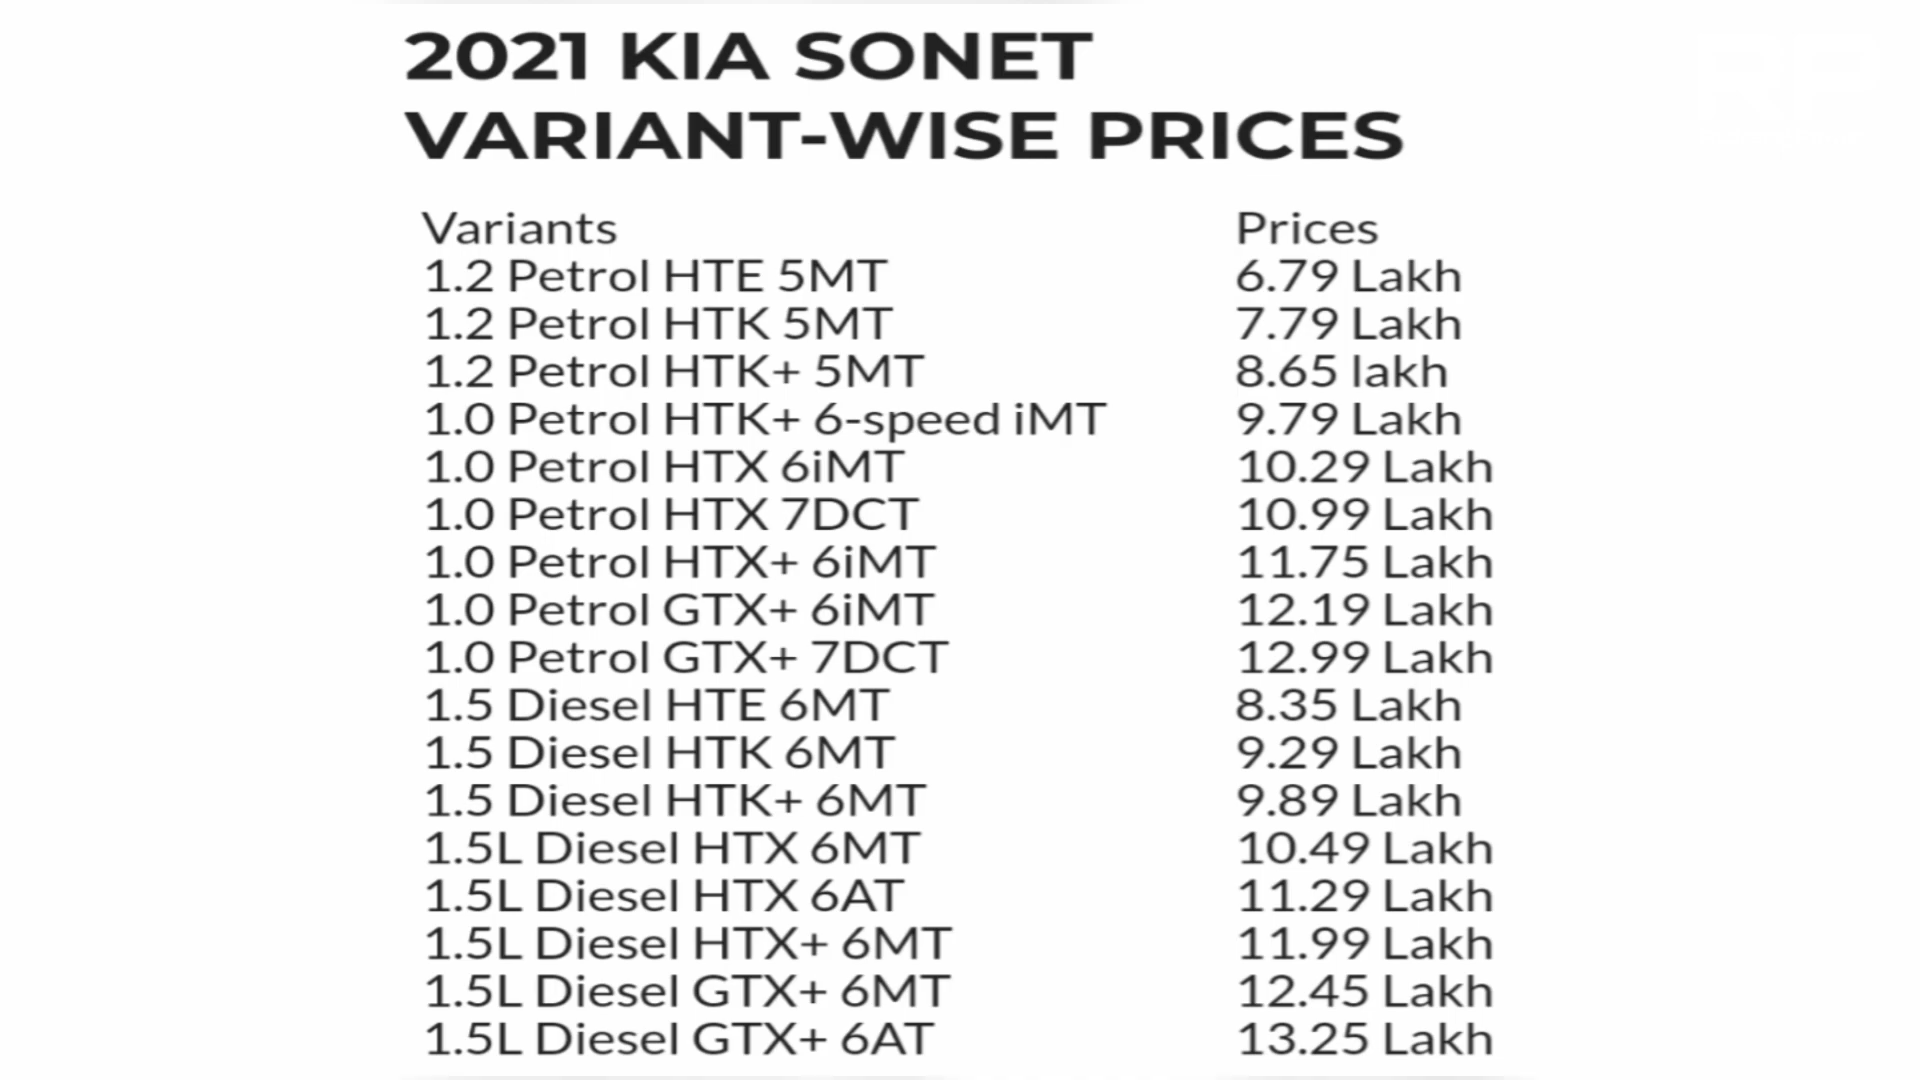 2021 KIA SONET
VARIANT-WISE PRICES
Variants Prices
1.2 Petrol HTE 5MT 6.79 Lakh
1.2 Petrol HTK 5MT 7.79 Lakh
1.2 Petrol HTK+ 5MT 8.65 lakh
1.0 Petrol HTK+ 6-speed iMT 9.79 Lakh
1.0 Petrol HTX 6iMT 10.29 Lakh
1.0 Petrol HTX 7DCT 10.99 Lakh
1.0 Petrol HTX+ 6iMT 11.75 Lakh
1.0 Petrol GTX+ 6iMT 12.19 Lakh
1.0 Petrol GTX+ 7DCT 12.99 Lakh
1.5 Diesel HTE 6MT 8.35 Lakh
1.5 Diesel HTK 6MT 9.29 Lakh
1.5 Diesel HTK+ 6MT 9.89 Lakh
1.5L Diesel HTX 6MT 10.49 Lakh
1.5L Diesel HTX 6AT 11.29 Lakh
1.5L Diesel HTX+ 6MT 11.99 Lakh
1.5L Diesel GTX+ 6MT 12.45 Lakh
1.5L Diesel GTX+ 6AT 13.25 Lakh